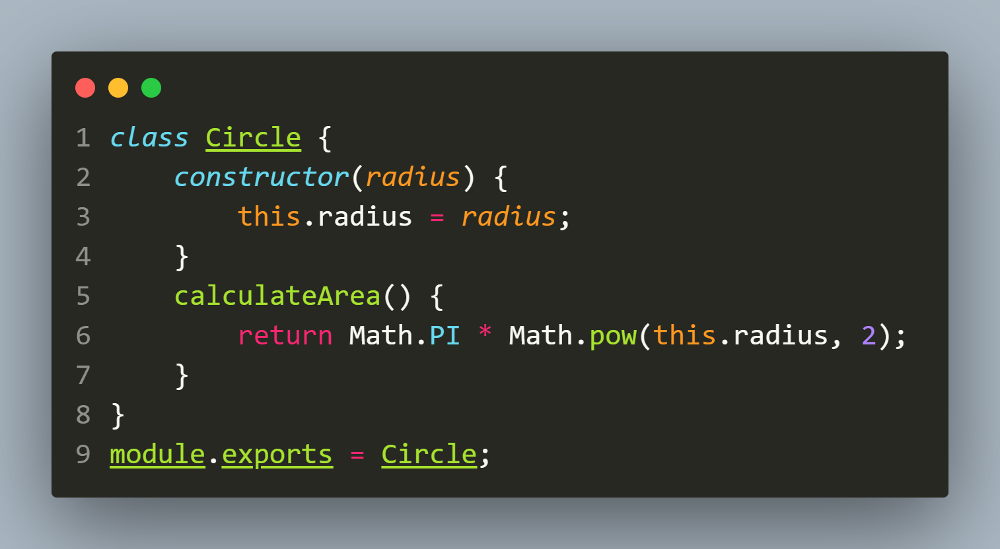 1 class Circle {
2     constructor(radius) {
3         this.radius = radius;
4     }
5     calculateArea() {
6         return Math.PI * Math.pow(this.radius, 2);
7     }
8 }
9 module.exports = Circle;